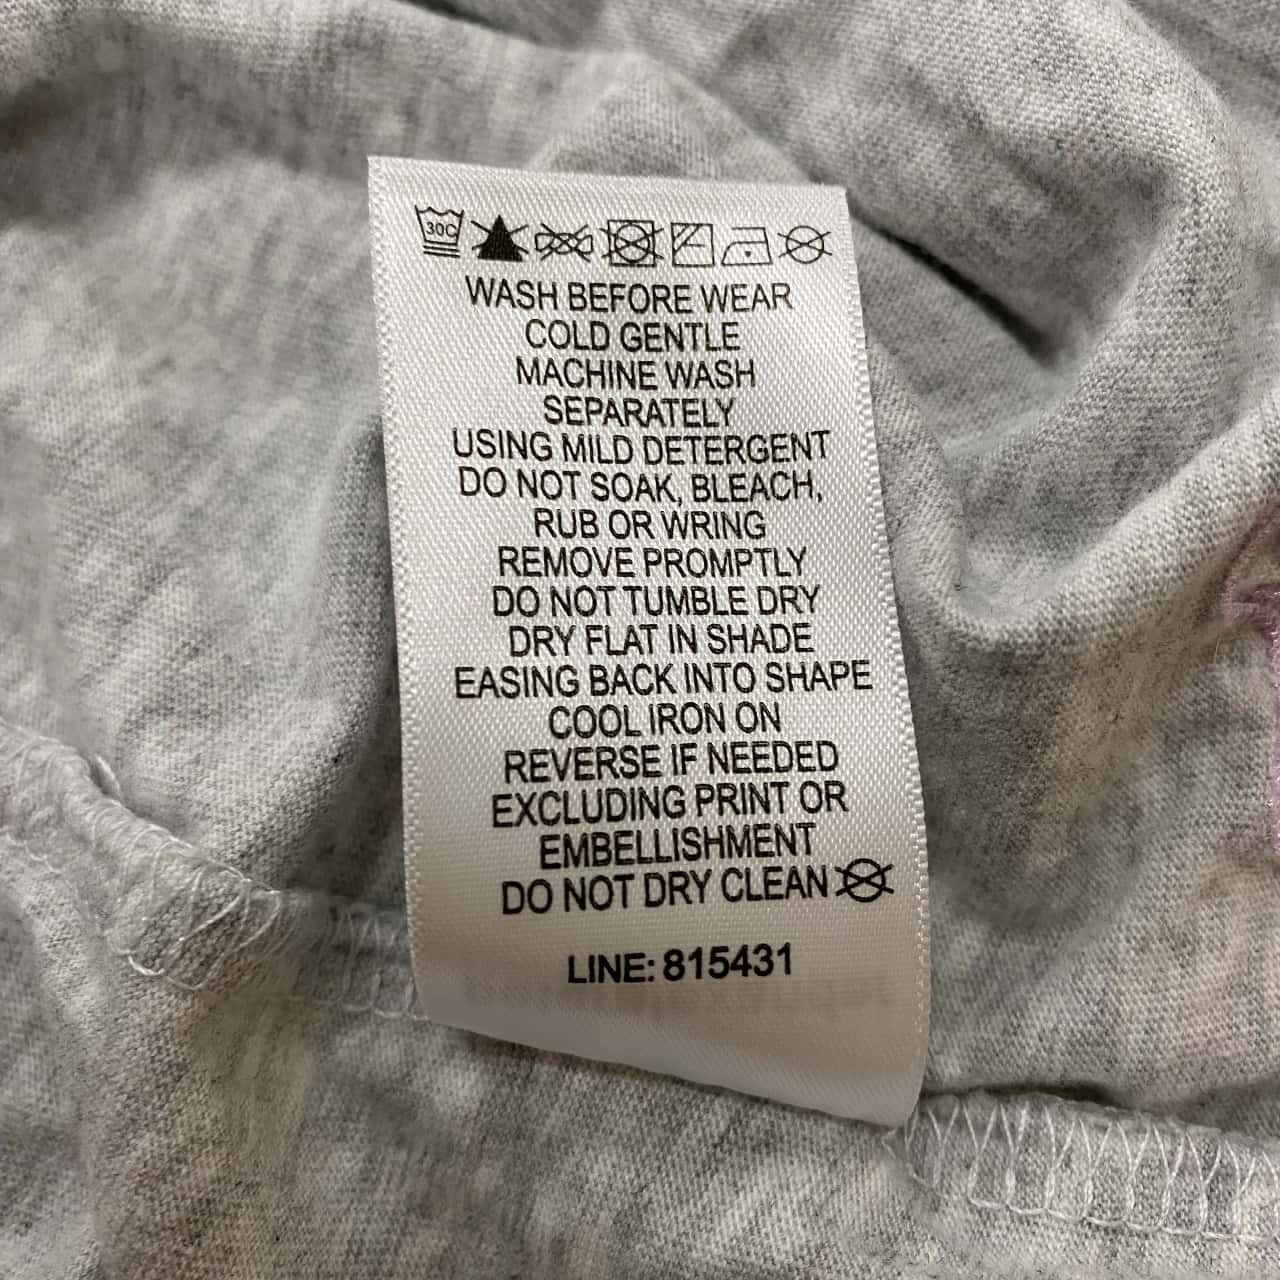 30C
WASH BEFORE WEAR
COLD GENTLE
MACHINE WASH
SEPARATELY
USING MILD DETERGENT
DO NOT SOAK, BLEACH,
RUB OR WRING
REMOVE PROMPTLY
DO NOT TUMBLE DRY
DRY FLAT IN SHADE
EASING BACK INTO SHAPE
COOL IRON ON
REVERSE IF NEEDED
EXCLUDING PRINT OR
EMBELLISHMENT
DO NOT DRY CLEAN
LINE: 815431